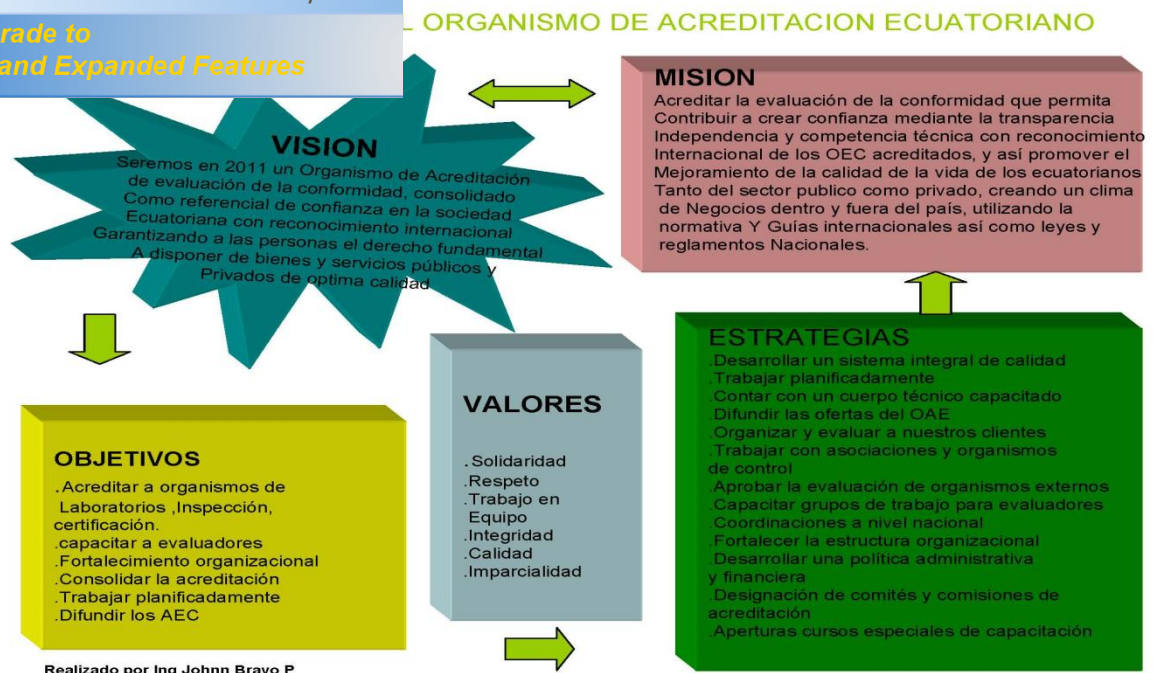 rade to
and Expanded Features
L ORGANISMO DE ACREDITACION ECUATORIANO
VISION
Seremos en 2011 un Organismo de Acreditación
de evaluación de la conformidad, consolidado
Como referencial de confianza en la sociedad
Ecuatoriana con reconocimiento internacional
Garantizando a las personas el derecho fundamental
A disponer de bienes y servicios públicos y
Privados de optima calidad
MISION
Acreditar la evaluación de la conformidad que permita
Contribuir a crear confianza mediante la transparencia
Independencia y competencia técnica con reconocimiento
Internacional de los OEC acreditados, y así promover el
Mejoramiento de la calidad de la vida de los ecuatorianos
Tanto del sector publico como privado, creando un clima
de Negocios dentro y fuera del país, utilizando la
normativa Y Guías internacionales así como leyes y
reglamentos Nacionales.
OBJETIVOS
.Acreditar a organismos de
Laboratorios ,Inspección,
certificación.
.capacitar a evaluadores
.Fortalecimiento organizacional
.Consolidar la acreditación
.Trabajar planificadamente
.Difundir los AEC
VALORES
.Solidaridad
.Respeto
.Trabajo en
Equipo
.Integridad
.Calidad
.Imparcialidad
ESTRATEGIAS
.Desarrollar un sistema integral de calidad
.Trabajar planificadamente
.Contar con un cuerpo técnico capacitado
.Difundir las ofertas del OAE
.Organizar y evaluar a nuestros clientes
.Trabajar con asociaciones y organismos
de control
.Aprobar la evaluación de organismos externos
.Capacitar grupos de trabajo para evaluadores
.Coordinaciones a nivel nacional
.Fortalecer la estructura organizacional
.Desarrollar una política administrativa
y financiera
.Designación de comités y comisiones de
acreditación
.Aperturas cursos especiales de capacitación
Realizado por Ing Johnn Bravo P